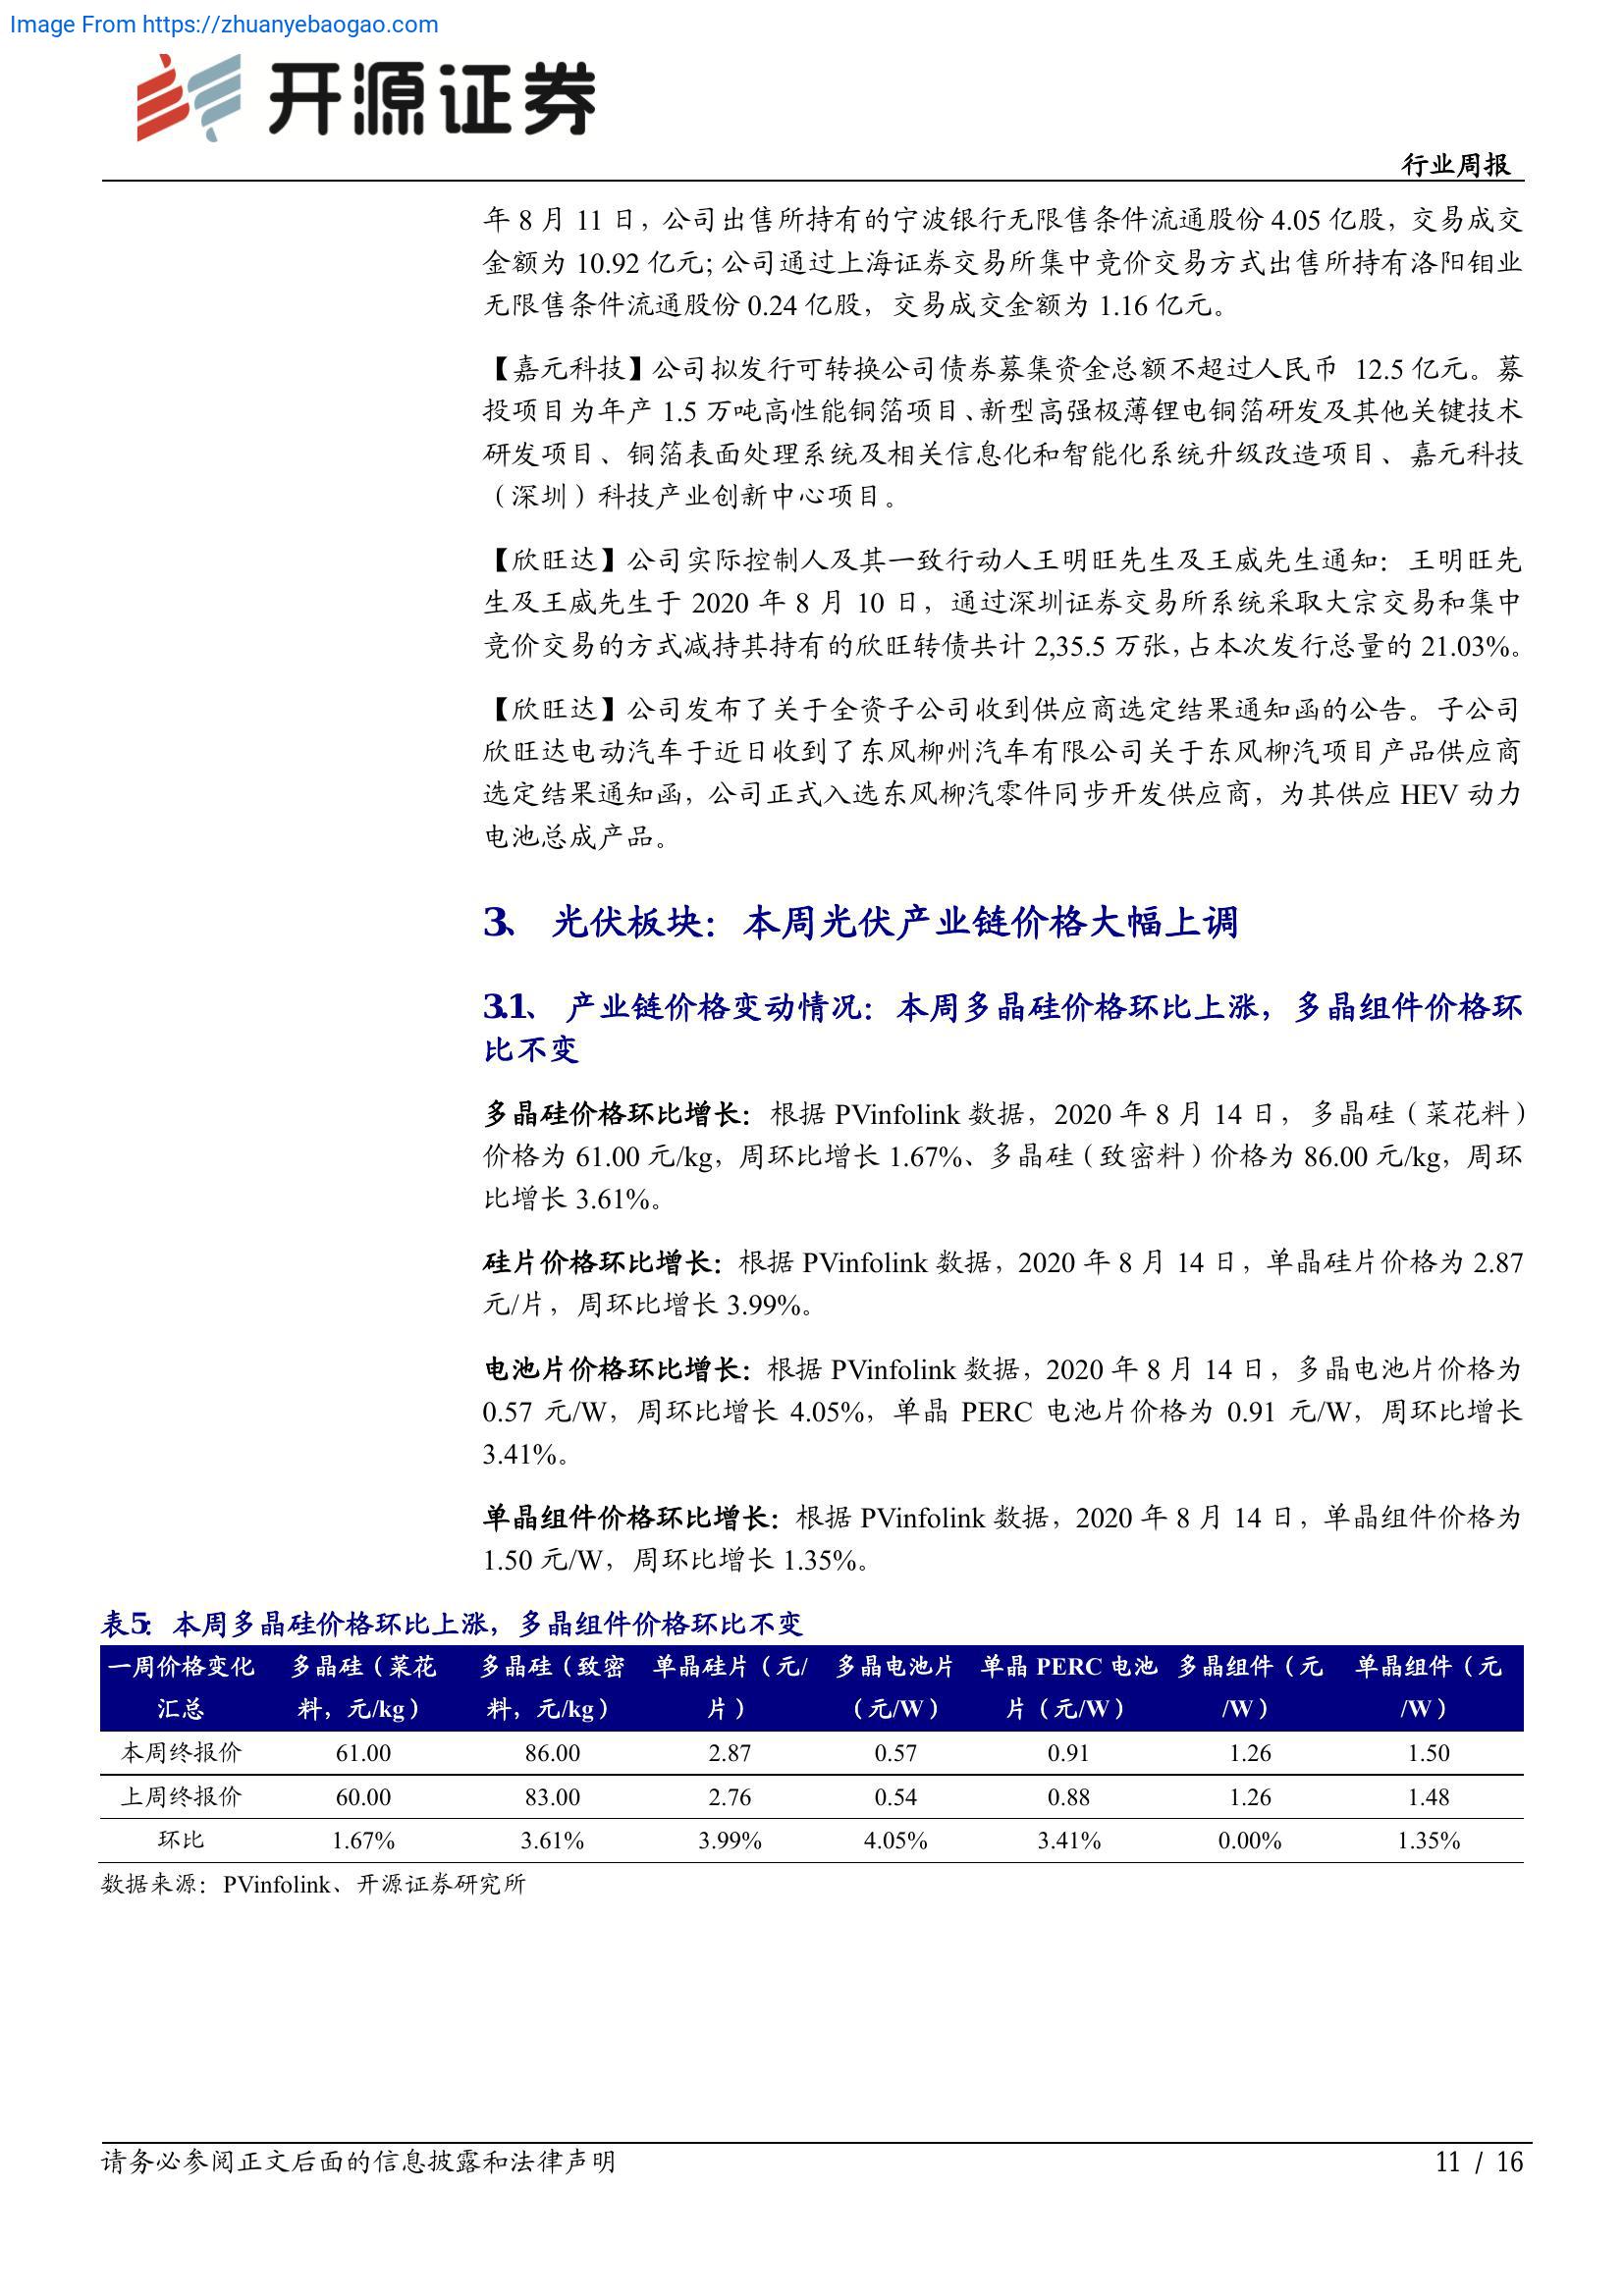 Image From https://zhuanyebaogao.com
开源证券
行业周报
年 8 月 11 日，公司出售所持有的宁波银行无限售条件流通股份 4.05 亿股，交易成交
金额为 10.92 亿元；公司通过上海证券交易所集中竞价交易方式出售所持有洛阳钼业
无限售条件流通股份 0.24 亿股，交易成交金额为 1.16 亿元。
【嘉元科技】公司拟发行可转换公司债券募集资金总额不超过人民币 12.5 亿元。募
投项目为年产 1.5 万吨高性能铜箔项目、新型高强极薄锂电铜箔研发及其他关键技术
研发项目、铜箔表面处理系统及相关信息化和智能化系统升级改造项目、嘉元科技
（深圳）科技产业创新中心项目。
【欣旺达】公司实际控制人及其一致行动人王明旺先生及王威先生通知：王明旺先
生及王威先生于 2020 年 8 月 10 日，通过深圳证券交易所系统采取大宗交易和集中
竞价交易的方式减持其持有的欣旺转债共计 2,35.5 万张，占本次发行总量的 21.03%。
【欣旺达】公司发布了关于全资子公司收到供应商选定结果通知函的公告。子公司
欣旺达电动汽车于近日收到了东风柳州汽车有限公司关于东风柳汽项目产品供应商
选定结果通知函，公司正式入选东风柳汽零件同步开发供应商，为其供应 HEV 动力
电池总成产品。
3、 光伏板块：本周光伏产业链价格大幅上调
3.1、 产业链价格变动情况：本周多晶硅价格环比上涨，多晶组件价格环
比不变
多晶硅价格环比增长：根据 PVinfolink 数据，2020 年 8 月 14 日，多晶硅（菜花料）
价格为 61.00 元/kg，周环比增长 1.67%、多晶硅（致密料）价格为 86.00 元/kg，周环
比增长 3.61%。
硅片价格环比增长：根据 PVinfolink 数据，2020 年 8 月 14 日，单晶硅片价格为 2.87
元/片，周环比增长 3.99%。
电池片价格环比增长：根据 PVinfolink 数据，2020 年 8 月 14 日，多晶电池片价格为
0.57 元/W，周环比增长 4.05%，单晶 PERC 电池片价格为 0.91 元/W，周环比增长
3.41%。
单晶组件价格环比增长：根据 PVinfolink 数据，2020 年 8 月 14 日，单晶组件价格为
1.50 元/W，周环比增长 1.35%。
表5：本周多晶硅价格环比上涨，多晶组件价格环比不变
一周价格变化 多晶硅（菜花 多晶硅（致密 单晶硅片（元/ 多晶电池片 单晶 PERC 电池 多晶组件（元 单晶组件（元
汇总 料，元/kg） 料，元/kg） 片） （元/W） 片（元/W） /W） /W）
本周终报价 61.00 86.00 2.87 0.57 0.91 1.26 1.50
上周终报价 60.00 83.00 2.76 0.54 0.88 1.26 1.48
环比 1.67% 3.61% 3.99% 4.05% 3.41% 0.00% 1.35%
数据来源：PVinfolink、开源证券研究所
请务必参阅正文后面的信息披露和法律声明 11 / 16